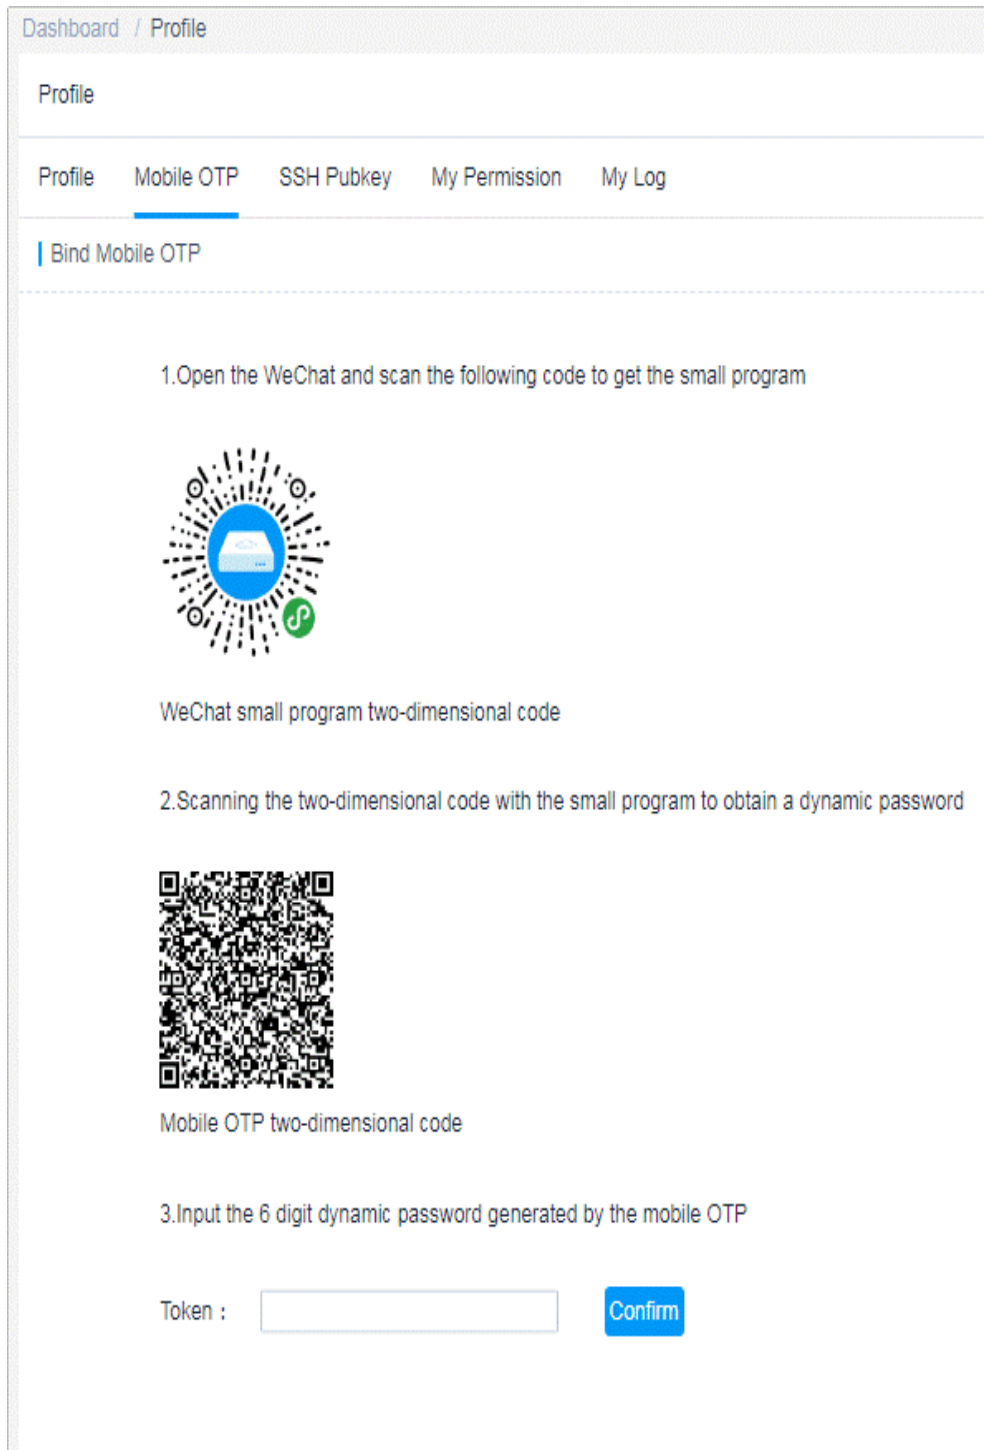 Dashboard / Profile
Profile
Profile Mobile OTP SSH Pubkey My Permission My Log
Bind Mobile OTP
1.Open the WeChat and scan the following code to get the small program
WeChat small program two-dimensional code
2.Scanning the two-dimensional code with the small program to obtain a dynamic password
Mobile OTP two-dimensional code
3.Input the 6 digit dynamic password generated by the mobile OTP
Token : Confirm